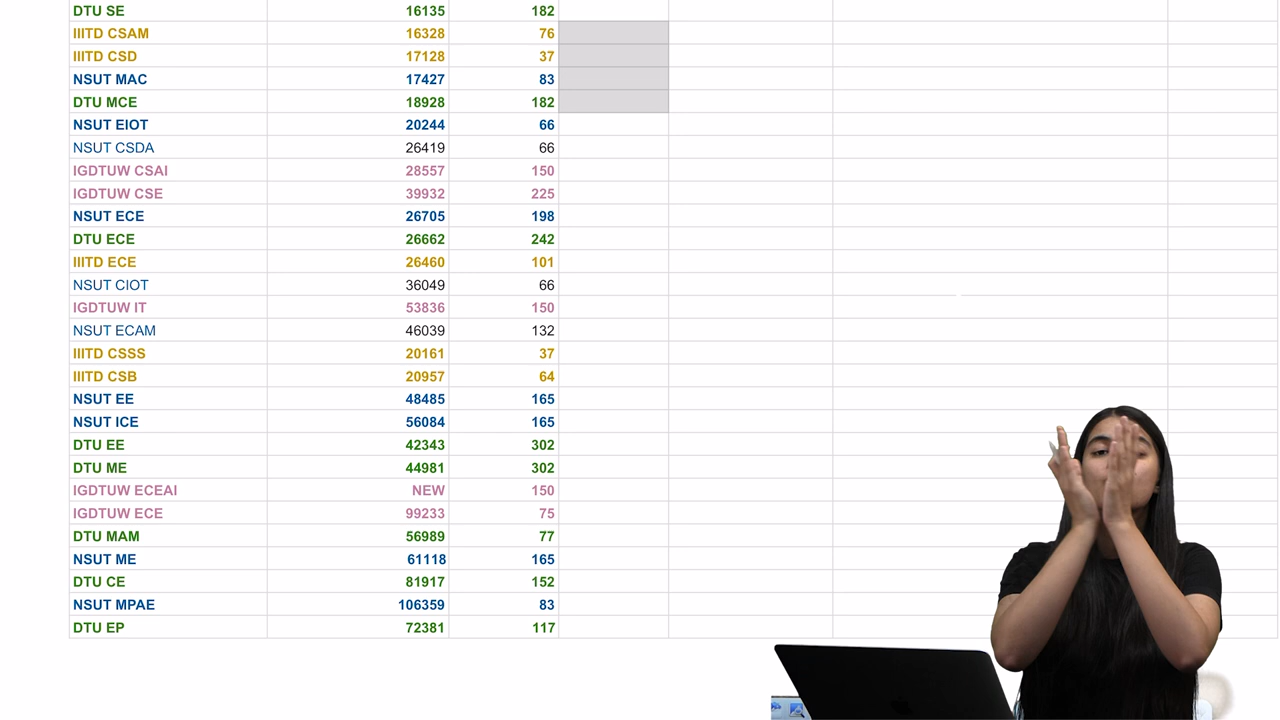 DTU SE 16135 182
IIITD CSAM 16328 76
IIITD CSD 17128 37
NSUT MAC 17427 83
DTU MCE 18928 182
NSUT EIOT 20244 66
NSUT CSDA 26419 66
IGDTUW CSAI 28557 150
IGDTUW CSE 39932 225
NSUT ECE 26705 198
DTU ECE 26662 242
IIITD ECE 26460 101
NSUT CIOT 36049 66
IGDTUW IT 53836 150
NSUT ECAM 46039 132
IIITD CSSS 20161 37
IIITD CSB 20957 64
NSUT EE 48485 165
NSUT ICE 56084 165
DTU EE 42343 302
DTU ME 44981 302
IGDTUW ECEAI NEW 150
IGDTUW ECE 99233 75
DTU MAM 56989 77
NSUT ME 61118 165
DTU CE 81917 152
NSUT MPAE 106359 83
DTU EP 72381 117